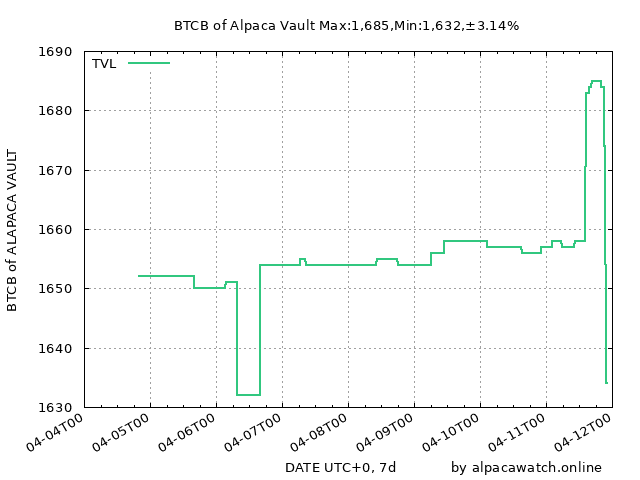 BTCB of Alpaca Vault Max:1,685,Min:1,632,±3.14%
TVL
1690
1680
1670
1660
1650
1640
1630
BTCB of ALAPACA VAULT
04-04T00
04-05T00
04-06T00
04-07T00
04-08T00
04-09T00
04-10T00
04-11T00
04-12T00
DATE UTC+0, 7d
by alpacawatch.online